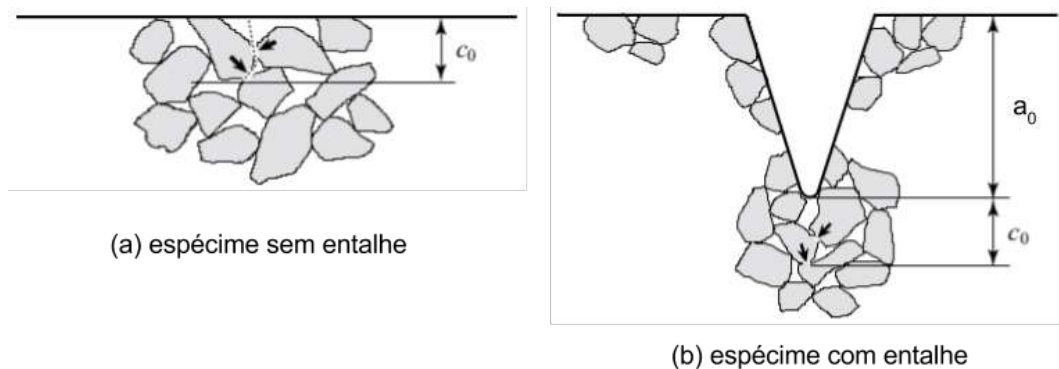 c₀
a₀
c₀
(a) espécime sem entalhe
(b) espécime com entalhe